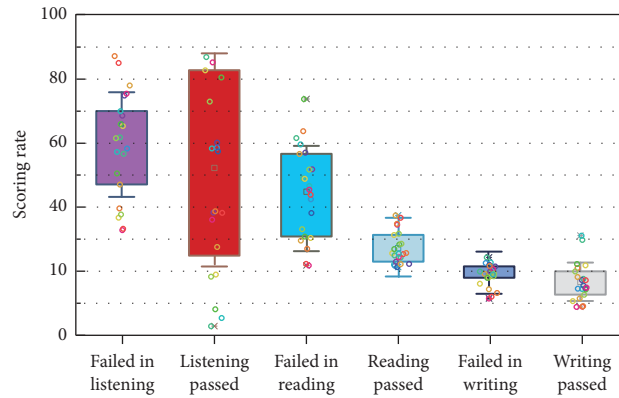 100
80
60
40
10
0
Scoring rate
Failed in
listening
Listening
passed
Failed in
reading
Reading
passed
Failed in
writing
Writing
passed